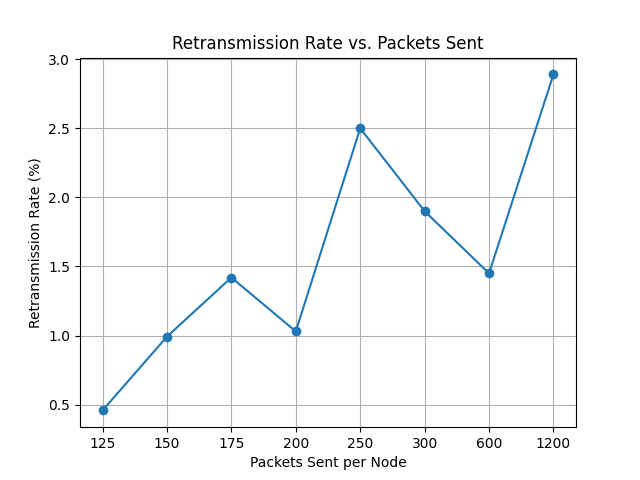 Retransmission Rate vs. Packets Sent
3.0
2.5
2.0
1.5
1.0
0.5
Retransmission Rate (%)
125 150 175 200 250 300 600 1200
Packets Sent per Node